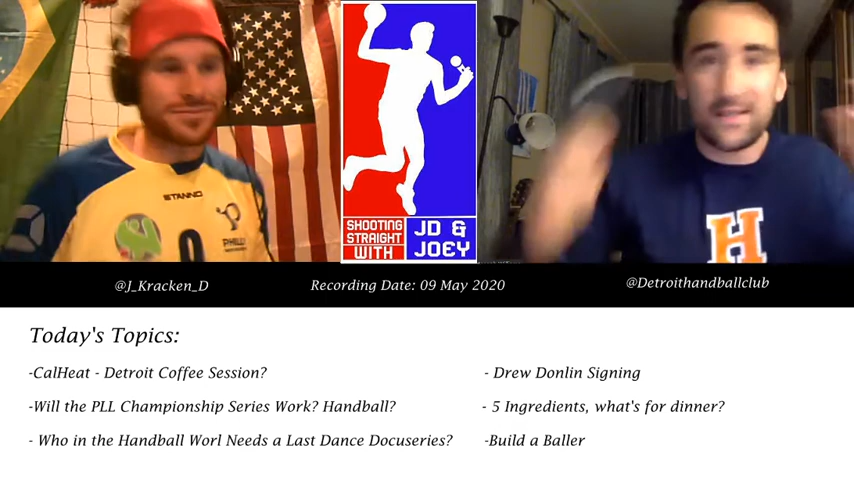 STANNO
PHILLY
H
SHOOTING
STRAIGHT
WITH
JD &
JOEY
@J_Kracken_D
Recording Date: 09 May 2020
@Detroithandballclub
Today's Topics:
-CalHeat - Detroit Coffee Session?
- Drew Donlin Signing
-Will the PLL Championship Series Work? Handball?
- 5 Ingredients, what's for dinner?
- Who in the Handball Worl Needs a Last Dance Docuseries?
-Build a Baller